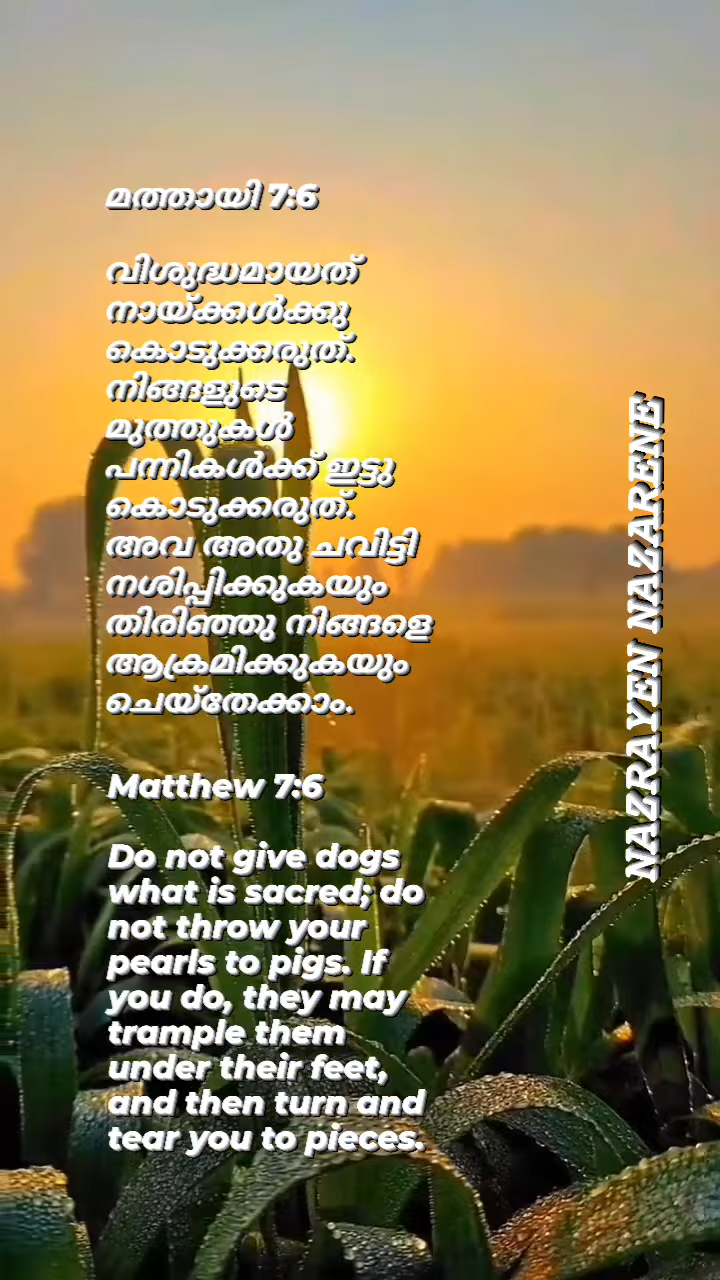 മത്തായി 7:6
വിശുദ്ധമായത്
നായ്ക്കൾക്കു
കൊടുക്കരുത്.
നിങ്ങളുടെ
മുത്തുകൾ
പന്നികൾക്ക് ഇട്ടു
കൊടുക്കരുത്.
അവ അതു ചവിട്ടി
നശിപ്പിക്കുകയും
തിരിഞ്ഞു നിങ്ങളെ
ആക്രമിക്കുകയും
ചെയ്തേക്കാം.
Matthew 7:6
Do not give dogs
what is sacred; do
not throw your
pearls to pigs. If
you do, they may
trample them
under their feet,
and then turn and
tear you to pieces.
NAZRAYEN NAZARENE